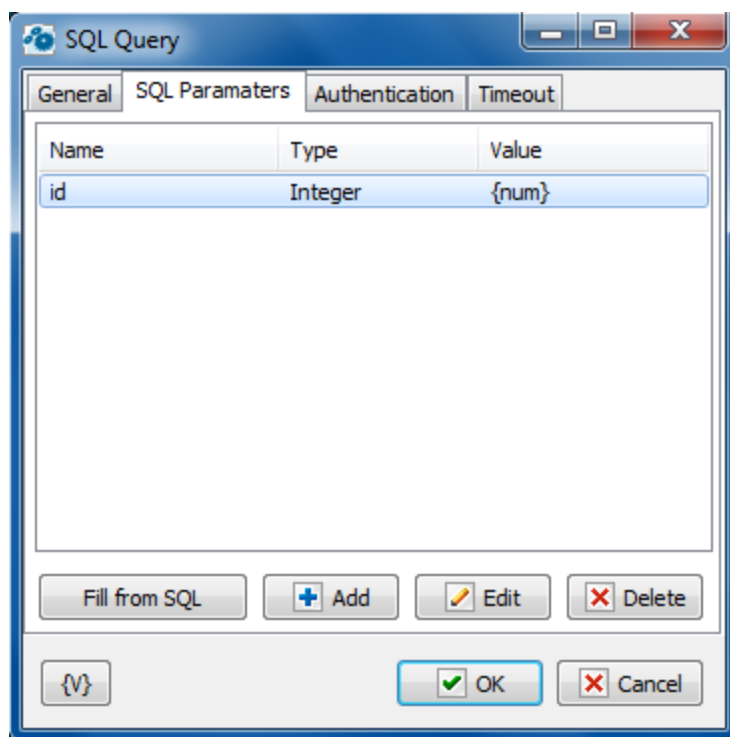 SQL Query
General SQL Paramaters Authentication Timeout
Name Type Value
id Integer {num}
Fill from SQL Add Edit Delete
{V} OK Cancel